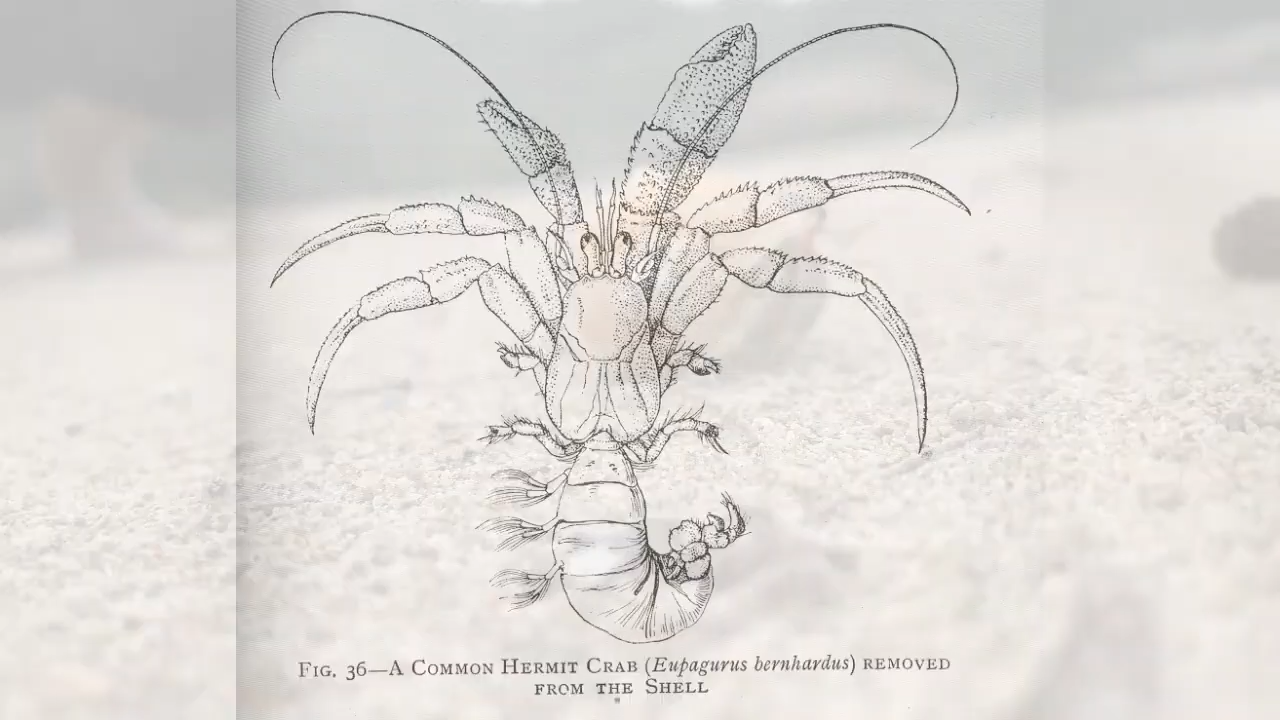 Fig. 36—A Common Hermit Crab (Eupagurus bernhardus) removed
from the Shell